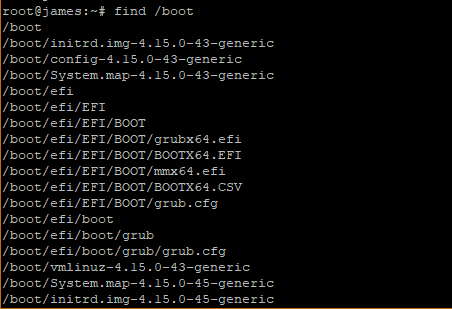 root@james:~# find /boot
/boot
/boot/initrd.img-4.15.0-43-generic
/boot/config-4.15.0-43-generic
/boot/System.map-4.15.0-43-generic
/boot/efi
/boot/efi/EFI
/boot/efi/EFI/BOOT
/boot/efi/EFI/BOOT/grubx64.efi
/boot/efi/EFI/BOOT/BOOTX64.EFI
/boot/efi/EFI/BOOT/mmx64.efi
/boot/efi/EFI/BOOT/BOOTX64.CSV
/boot/efi/EFI/BOOT/grub.cfg
/boot/efi/boot
/boot/efi/boot/grub
/boot/efi/boot/grub/grub.cfg
/boot/vmlinuz-4.15.0-43-generic
/boot/System.map-4.15.0-45-generic
/boot/initrd.img-4.15.0-45-generic